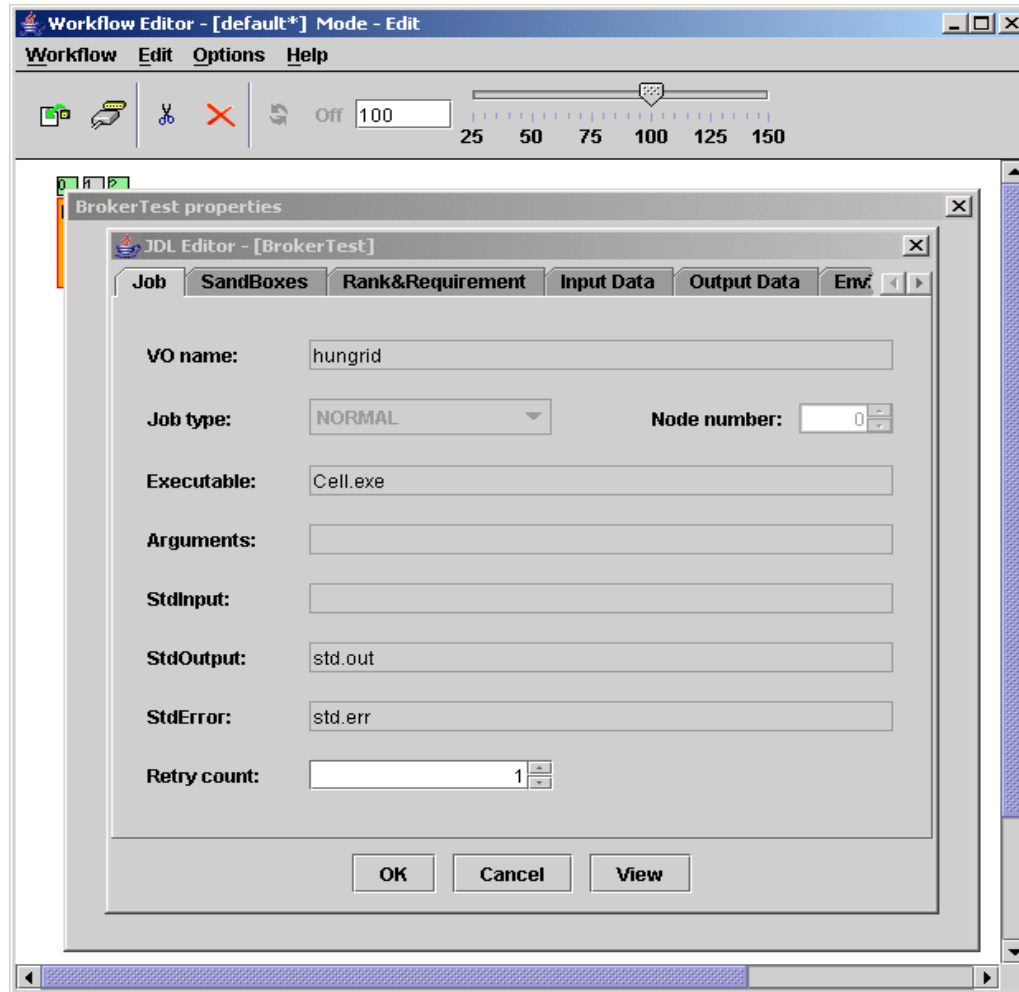 Workflow Editor - [default*] Mode - Edit
Workflow Edit Options Help
Off 100
25 50 75 100 125 150
0 1 2
BrokerTest properties
JDL Editor - [BrokerTest]
Job SandBoxes Rank&Requirement Input Data Output Data
VO name: hungrid
Job type: NORMAL Node number: 0
Executable: Cell.exe
Arguments:
StdInput:
StdOutput: std.out
StdError: std.err
Retry count: 1
OK Cancel View